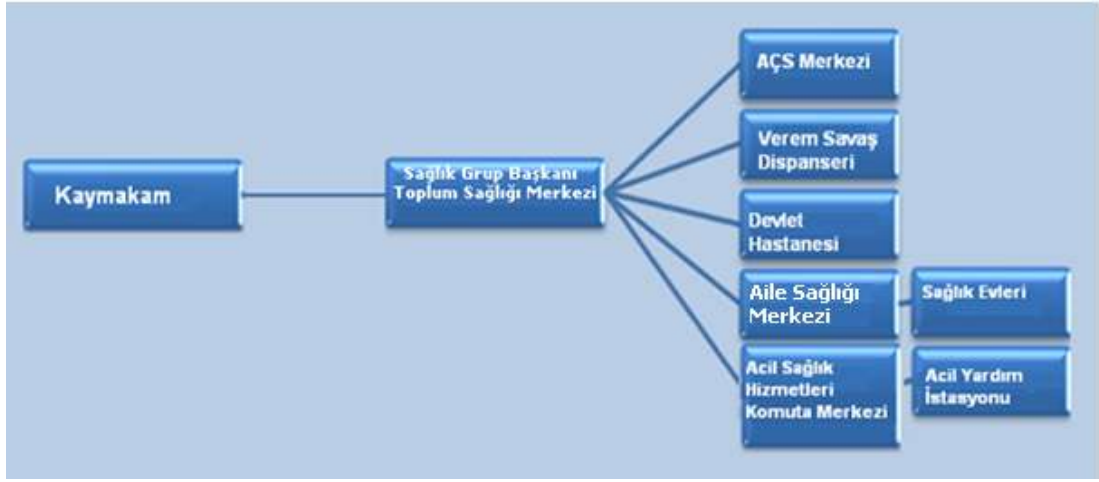 Kaymakam
Sağlık Grup Başkanı
Toplum Sağlığı Merkezi
AÇS Merkezi
Verem Savaş
Dispanseri
Devlet
Hastanesi
Aile Sağlığı
Merkezi
Sağlık Evleri
Acil Sağlık
Hizmetleri
Komuta Merkezi
Acil Yardım
İstasyonu